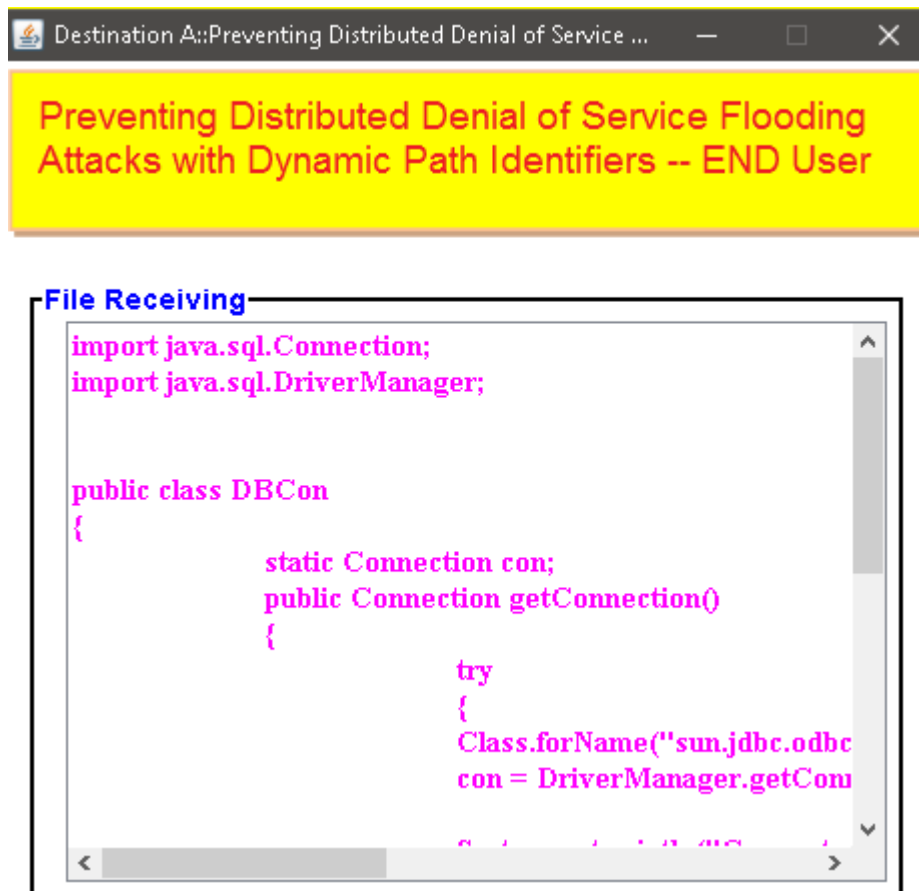 Destination A::Preventing Distributed Denial of Service ...
Preventing Distributed Denial of Service Flooding
Attacks with Dynamic Path Identifiers -- END User
File Receiving
import java.sql.Connection;
import java.sql.DriverManager;
public class DBCon
{
static Connection con;
public Connection getConnection()
{
try
{
Class.forName("sun.jdbc.odbc
con = DriverManager.getCon